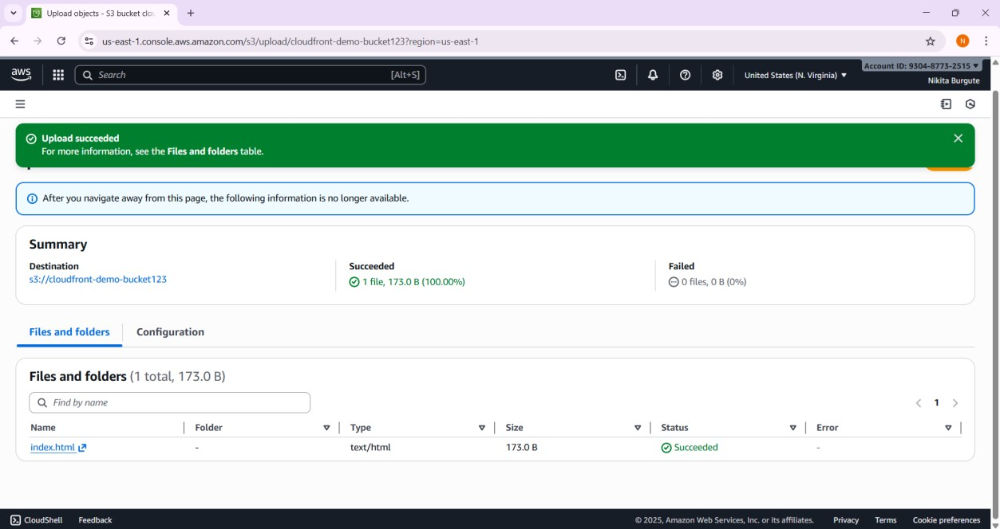 Upload objects - S3 bucket clou
us-east-1.console.aws.amazon.com/s3/upload/cloudfront-demo-bucket123?region=us-east-1
N
aws
Search [Alt+S]
United States (N. Virginia)
Account ID: 9304-8773-2515
Nikita Burgute
Upload succeeded
For more information, see the Files and folders table.
After you navigate away from this page, the following information is no longer available.
Summary
Destination
s3://cloudfront-demo-bucket123
Succeeded
1 file, 173.0 B (100.00%)
Failed
0 files, 0 B (0%)
Files and folders Configuration
Files and folders (1 total, 173.0 B)
Find by name
1
Name Folder Type Size Status Error
index.html - text/html 173.0 B Succeeded -
CloudShell Feedback © 2025, Amazon Web Services, Inc. or its affiliates. Privacy Terms Cookie preferences